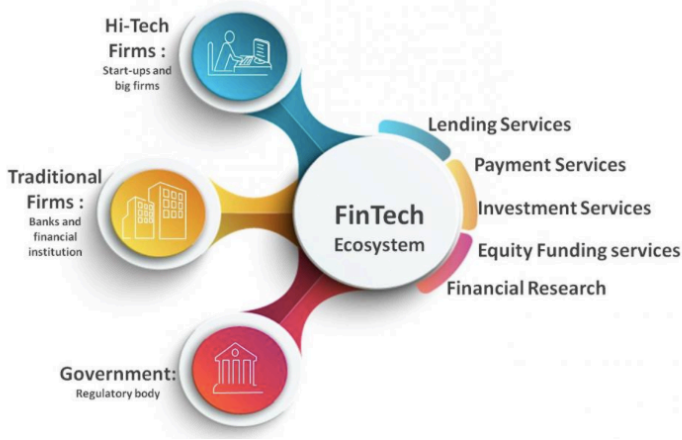 Hi-Tech
Firms :
Start-ups and
big firms
Traditional
Firms :
Banks and
financial
institution
Government:
Regulatory body
FinTech
Ecosystem
Lending Services
Payment Services
Investment Services
Equity Funding services
Financial Research